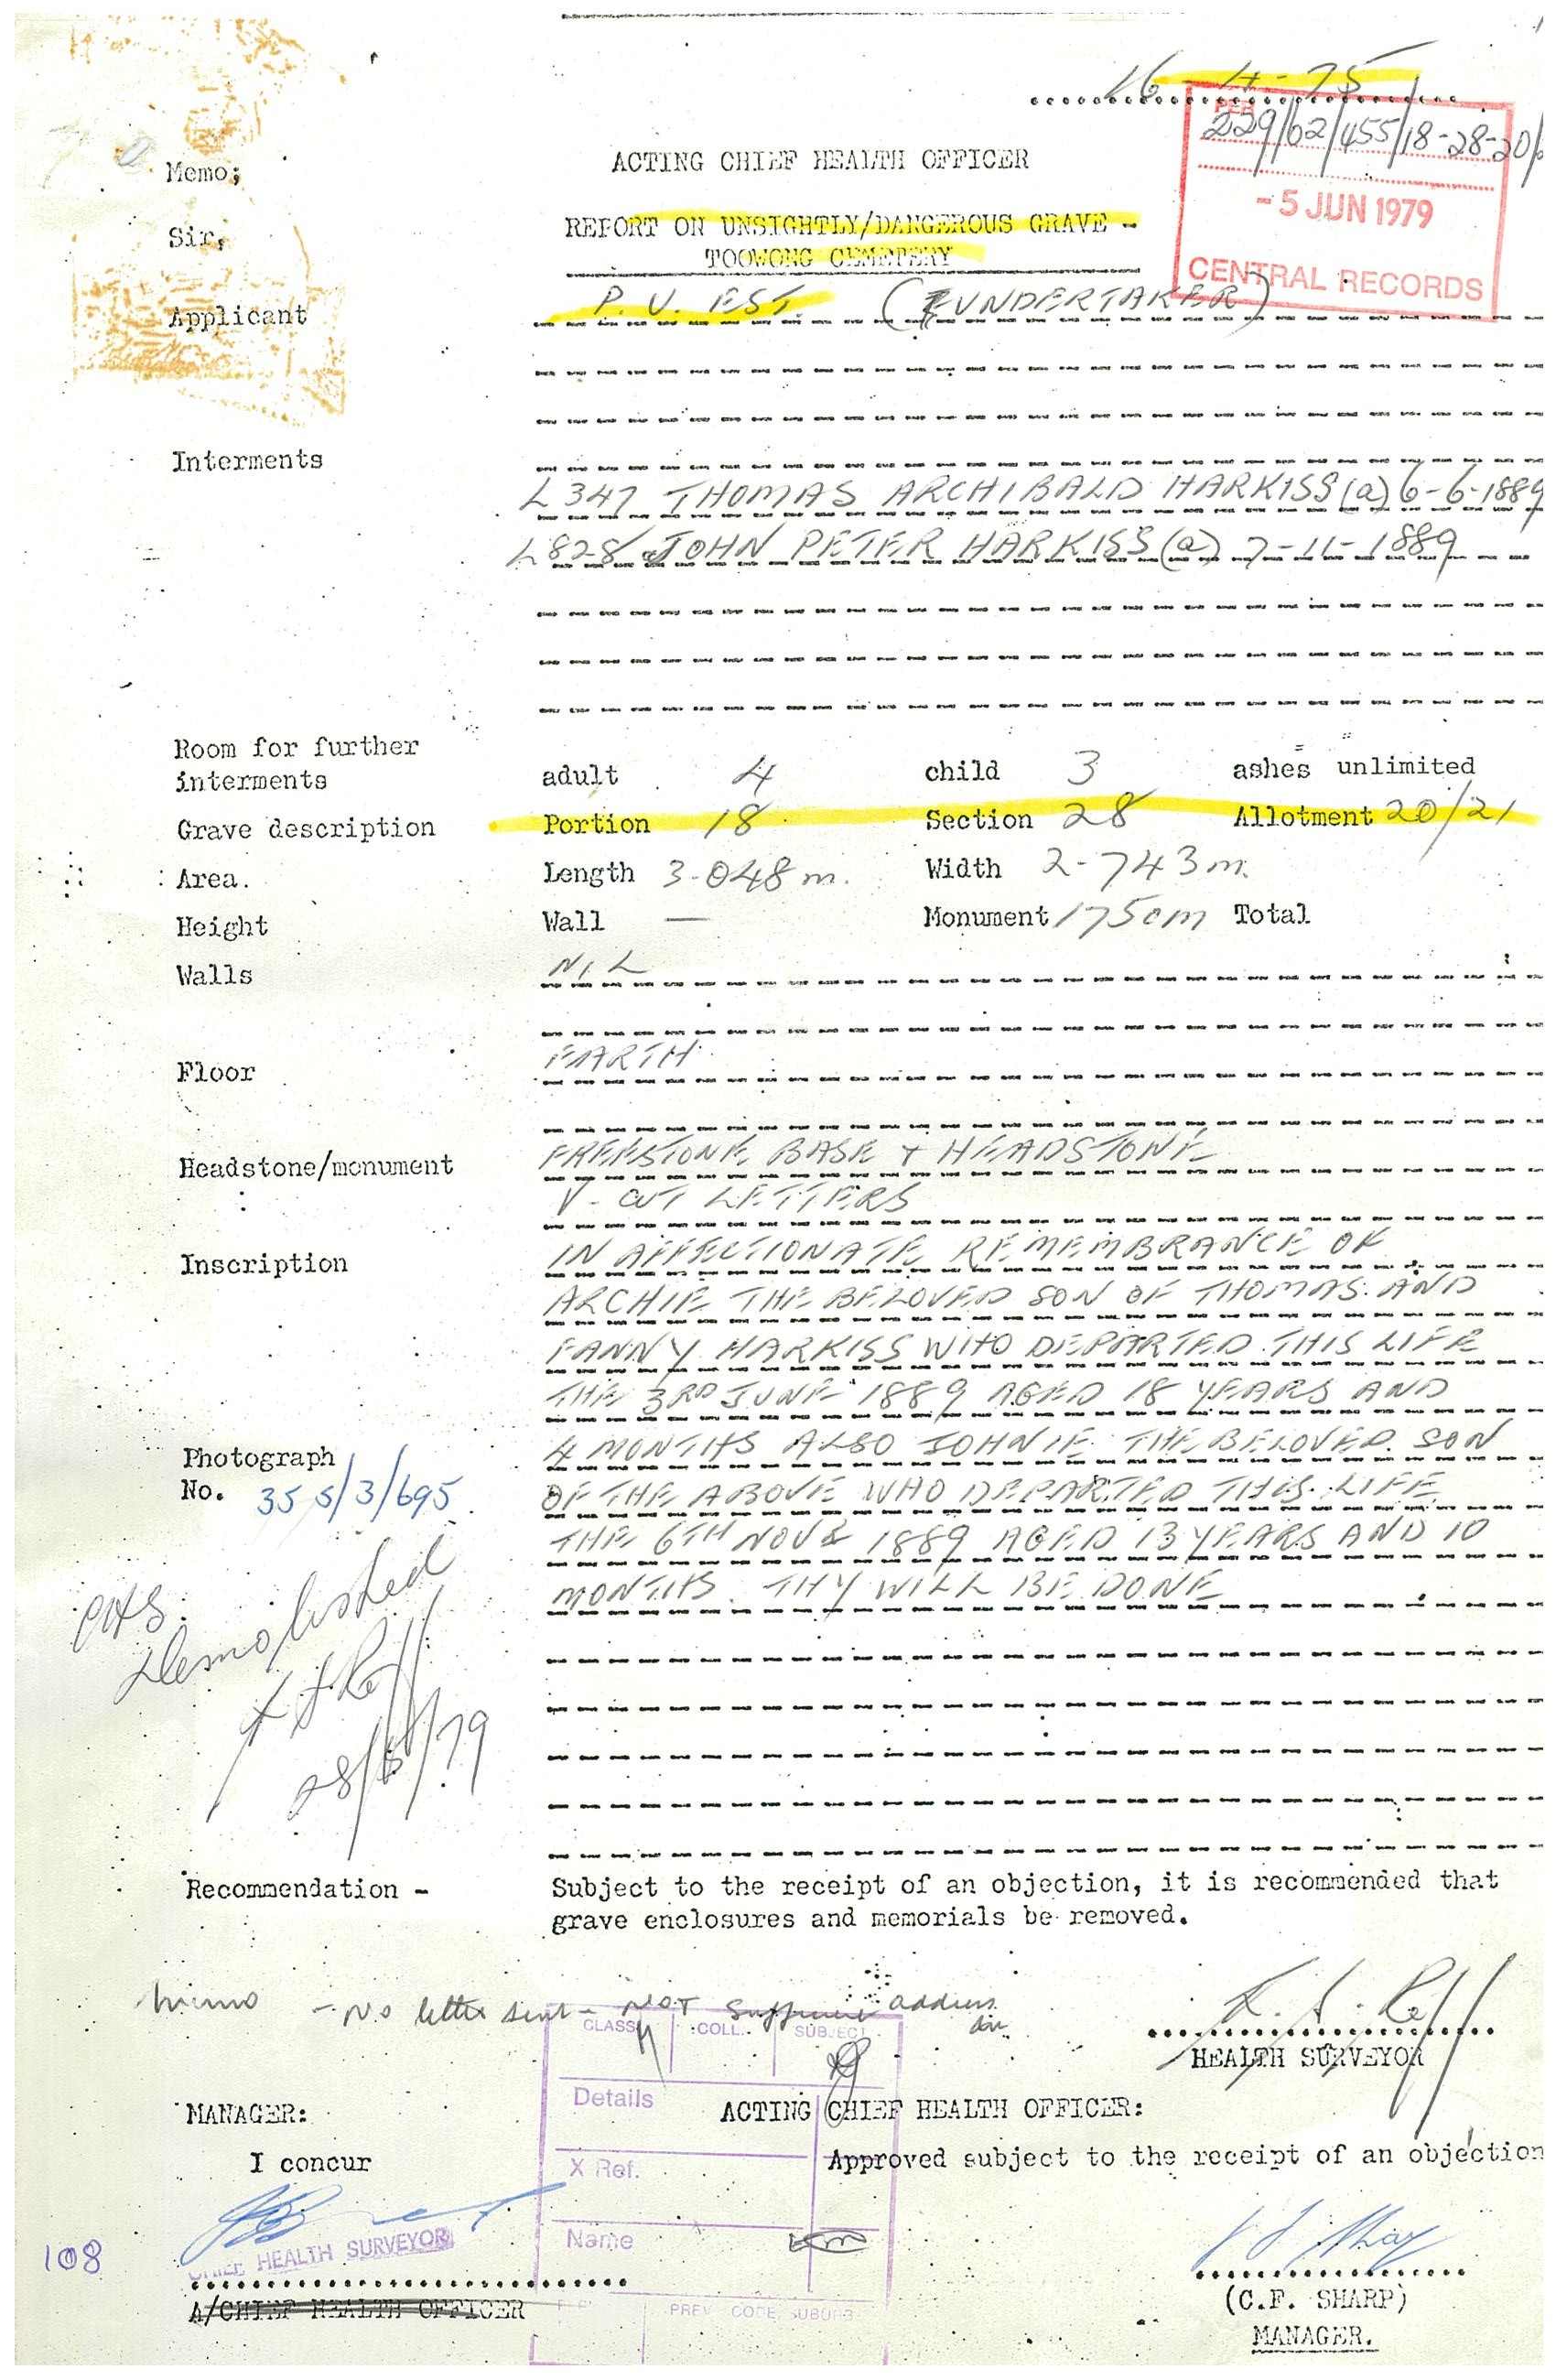 16-4-75
229/62/455/18-28-20/
- 5 JUN 1979
CENTRAL RECORDS
Memo;
ACTING CHIEF HEALTH OFFICER
Sir,
REPORT ON UNSIGHTLY/DANGEROUS GRAVE -
TOOWONG CEMETERY
Applicant P. V. EST (UNDERTAKER)
Interments
L347 THOMAS ARCHIBALD HARKISS (a) 6-6-1889
L828 JOHN PETER HARKISS (a) 7-11-1889
Room for further
interments adult 4 child 3 ashes unlimited
Grave description Portion 18 Section 28 Allotment 20/21
Area. Length 3.048 m. Width 2.743 m.
Height Wall — Monument 175cm Total
Walls NIL
Floor EARTH
Headstone/monument FREESTONE BASE + HEADSTONE
V-CUT LETTERS
Inscription IN AFFECTIONATE REMEMBRANCE OF
ARCHIE THE BELOVED SON OF THOMAS AND
FANNY HARKISS WHO DEPARTED THIS LIFE
THE 3RD JUNE 1889 AGED 18 YEARS AND
Photograph 4 MONTHS ALSO JOHNIE THE BELOVED SON
No. 355/3/695 OF THE ABOVE WHO DEPARTED THIS LIFE
THE 6TH NOVR 1889 AGED 13 YEARS AND 10
MONTHS. THY WILL BE DONE
CHS.
Demolished
28/6/79
Recommendation - Subject to the receipt of an objection, it is recommended that
grave enclosures and memorials be removed.
memo - No letter sent - NOT sufficient address
CLASS COLL. SUBJECT
HEALTH SURVEYOR
Details
MANAGER: ACTING CHIEF HEALTH OFFICER:
I concur Approved subject to the receipt of an objection
X Ref.
Name
CHIEF HEALTH SURVEYOR
108
A/CHIEF HEALTH OFFICER
PREV. CODE SUBURB
(C.F. SHARP)
MANAGER.